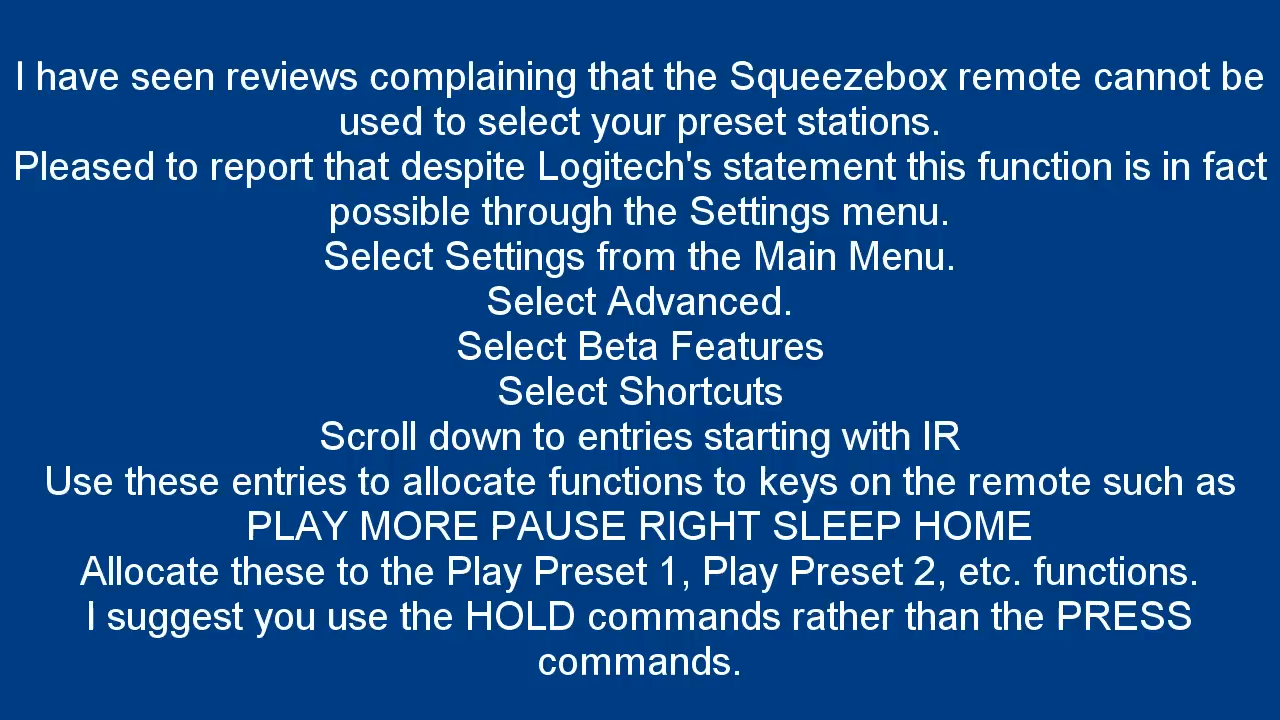 I have seen reviews complaining that the Squeezebox remote cannot be
used to select your preset stations.
Pleased to report that despite Logitech's statement this function is in fact
possible through the Settings menu.
Select Settings from the Main Menu.
Select Advanced.
Select Beta Features
Select Shortcuts
Scroll down to entries starting with IR
Use these entries to allocate functions to keys on the remote such as
PLAY MORE PAUSE RIGHT SLEEP HOME
Allocate these to the Play Preset 1, Play Preset 2, etc. functions.
I suggest you use the HOLD commands rather than the PRESS
commands.